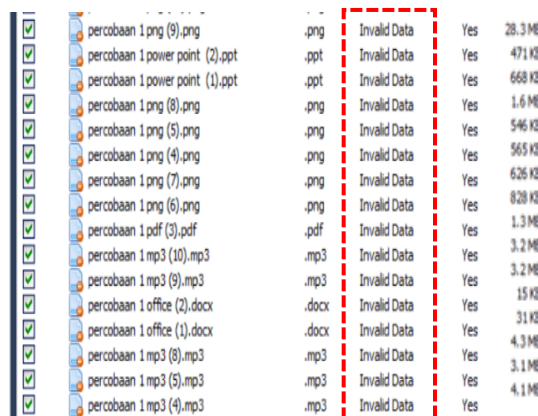 percobaan 1 png (9).png .png Invalid Data Yes 28.3 MB
percobaan 1 power point (2).ppt .ppt Invalid Data Yes 471 KB
percobaan 1 power point (1).ppt .ppt Invalid Data Yes 668 KB
percobaan 1 png (8).png .png Invalid Data Yes 1.6 MB
percobaan 1 png (5).png .png Invalid Data Yes 546 KB
percobaan 1 png (4).png .png Invalid Data Yes 565 KB
percobaan 1 png (7).png .png Invalid Data Yes 626 KB
percobaan 1 png (6).png .png Invalid Data Yes 828 KB
percobaan 1 pdf (3).pdf .pdf Invalid Data Yes 1.3 MB
percobaan 1 mp3 (10).mp3 .mp3 Invalid Data Yes 3.2 MB
percobaan 1 mp3 (9).mp3 .mp3 Invalid Data Yes 3.2 MB
percobaan 1 office (2).docx .docx Invalid Data Yes 15 KB
percobaan 1 office (1).docx .docx Invalid Data Yes 31 KB
percobaan 1 mp3 (8).mp3 .mp3 Invalid Data Yes 4.3 MB
percobaan 1 mp3 (5).mp3 .mp3 Invalid Data Yes 3.1 MB
percobaan 1 mp3 (4).mp3 .mp3 Invalid Data Yes 4.1 MB